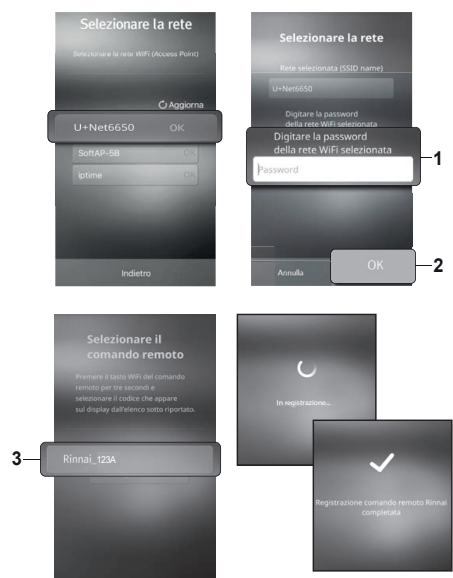 Selezionare la rete
Selezionare la rete WiFi (Access Point)
Aggiorna
U+Net6650 OK
SoftAP-5B OK
iptime OK
Indietro
Selezionare la rete
Rete selezionata (SSID name)
U+Net6650
Digitare la password
della rete WiFi selezionata
Digitare la password
della rete WiFi selezionata
Password
1
Annulla
OK
2
Selezionare il
comando remoto
Premere il tasto WiFi del comando
remoto per tre secondi e
selezionare il codice che appare
sul display dall'elenco sotto riportato.
3
Rinnai_123A
In registrazione...
Registrazione comando remoto Rinnai
completata